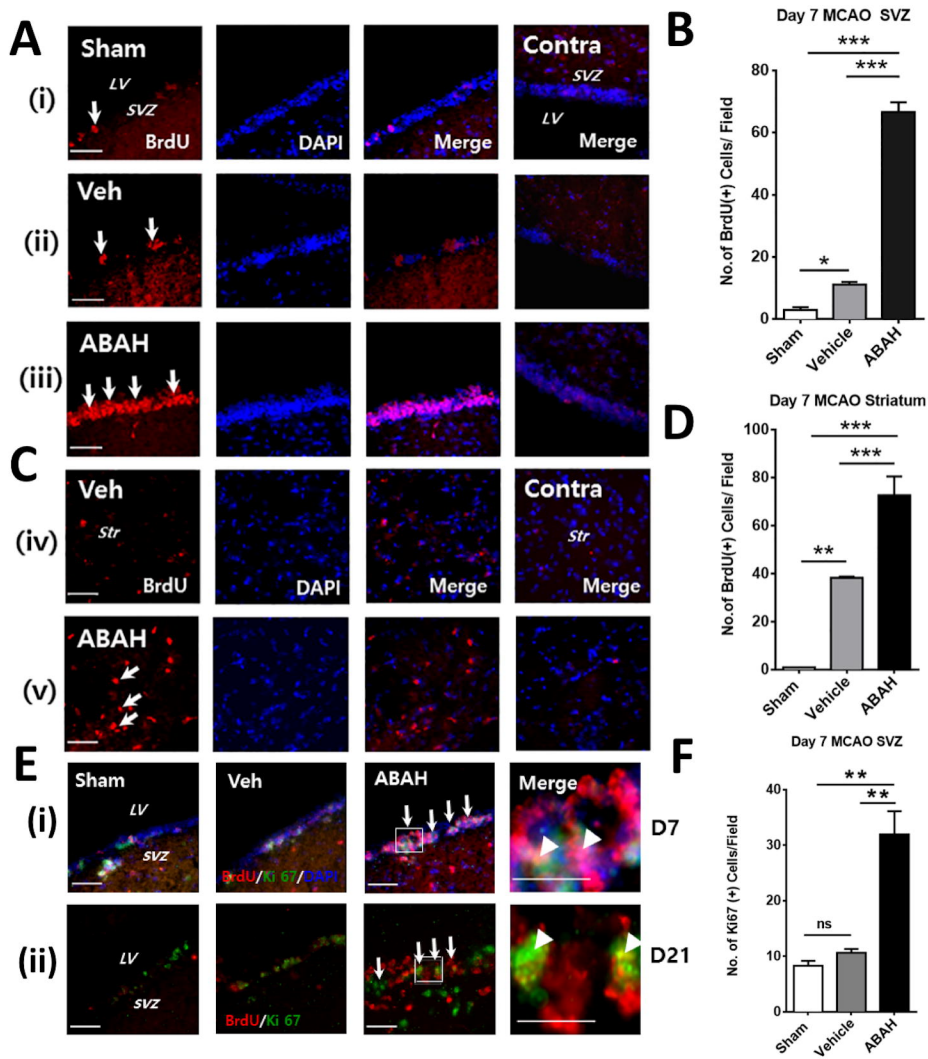 A
Sham
LV
SVZ
(i)
BrdU
DAPI
Merge
Contra
SVZ
LV
Merge
Veh
(ii)
ABAH
(iii)
B
Day 7 MCAO SVZ
No.of BrdU(+) Cells/ Field
80
60
40
20
0
***
***
*
Sham
Vehicle
ABAH
C
Veh
Str
(iv)
BrdU
DAPI
Merge
Contra
Str
Merge
ABAH
(v)
D
Day 7 MCAO Striatum
No.of BrdU(+) Cells/ Field
100
80
60
40
20
0
***
***
**
Sham
Vehicle
ABAH
E
Sham
Veh
ABAH
Merge
(i)
LV
SVZ
BrdU/Ki 67/DAPI
D7
(ii)
LV
SVZ
BrdU/Ki 67
D21
F
Day 7 MCAO SVZ
No. of Ki67 (+) Cells/Field
40
30
20
10
0
**
**
ns
Sham
Vehicle
ABAH